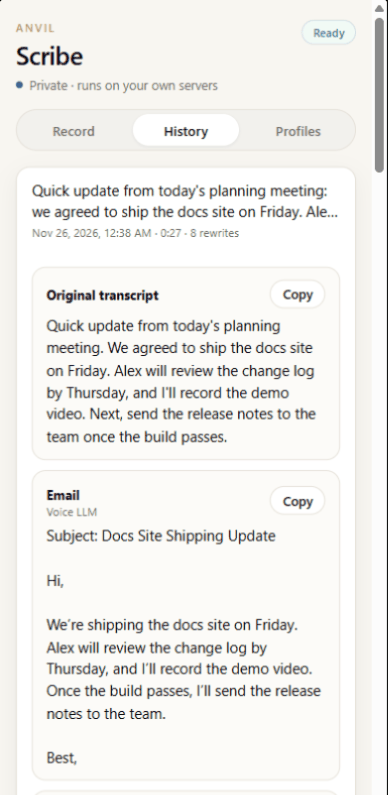 ANVIL
Ready
Scribe
Private · runs on your own servers
Record
History
Profiles
Quick update from today's planning meeting:
we agreed to ship the docs site on Friday. Ale...
Nov 26, 2026, 12:38 AM · 0:27 · 8 rewrites
Original transcript
Copy
Quick update from today's planning
meeting. We agreed to ship the docs site
on Friday. Alex will review the change log
by Thursday, and I'll record the demo
video. Next, send the release notes to the
team once the build passes.
Email
Copy
Voice LLM
Subject: Docs Site Shipping Update
Hi,
We're shipping the docs site on Friday.
Alex will review the change log by
Thursday, and I'll record the demo video.
Once the build passes, I'll send the release
notes to the team.
Best,